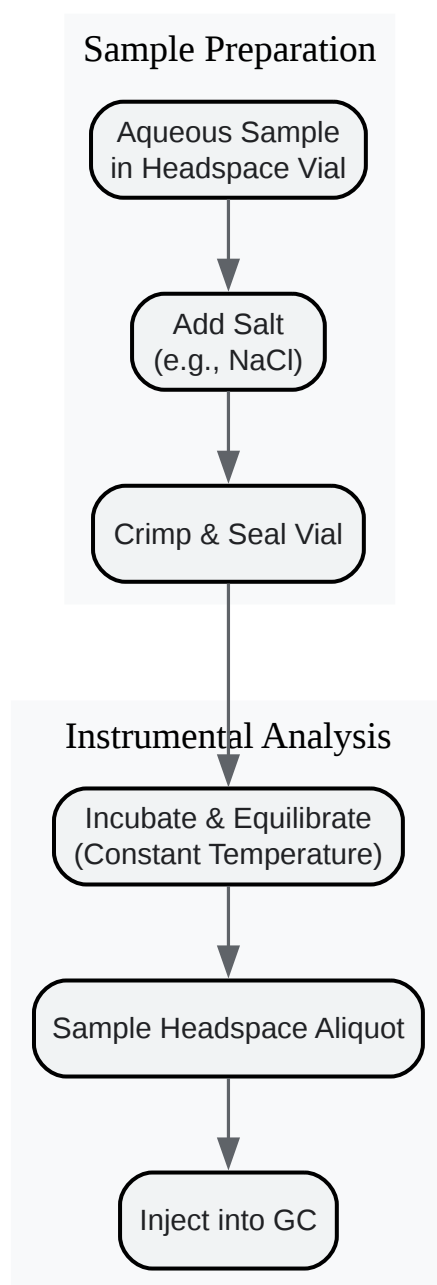 Sample Preparation
Aqueous Sample
in Headspace Vial
Add Salt
(e.g., NaCl)
Crimp & Seal Vial
Instrumental Analysis
Incubate & Equilibrate
(Constant Temperature)
Sample Headspace Aliquot
Inject into GC